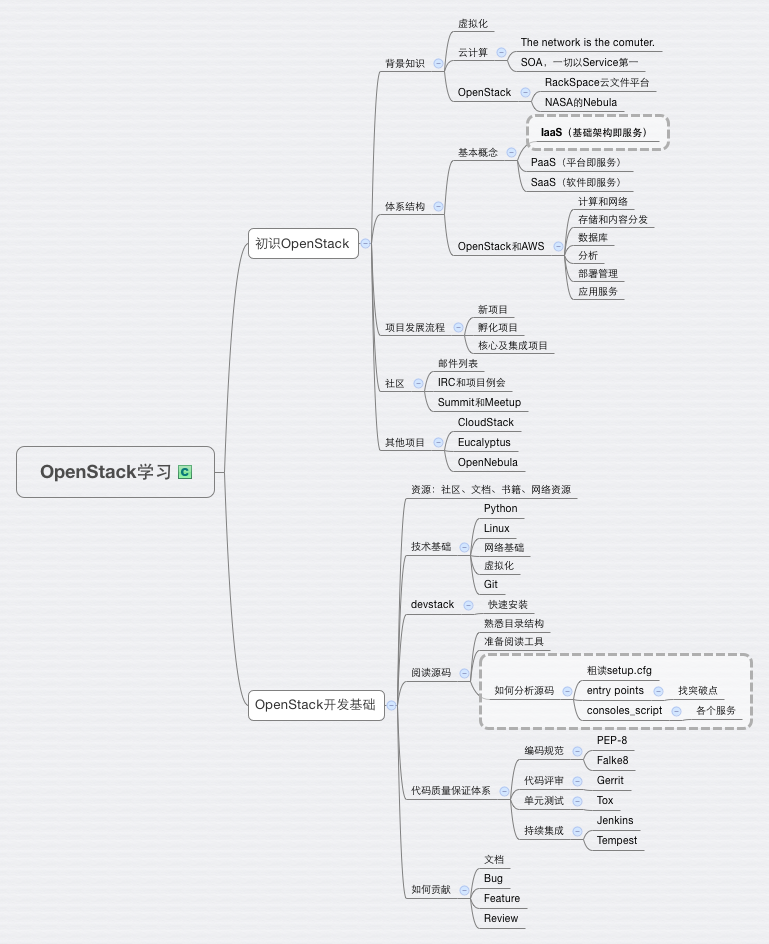 OpenStack学习
初识OpenStack
背景知识
虚拟化
云计算
The network is the comuter.
SOA，一切以Service第一
OpenStack
RackSpace云文件平台
NASA的Nebula
体系结构
基本概念
IaaS（基础架构即服务）
PaaS（平台即服务）
SaaS（软件即服务）
OpenStack和AWS
计算和网络
存储和内容分发
数据库
分析
部署管理
应用服务
项目发展流程
新项目
孵化项目
核心及集成项目
社区
邮件列表
IRC和项目例会
Summit和Meetup
其他项目
CloudStack
Eucalyptus
OpenNebula
OpenStack开发基础
资源：社区、文档、书籍、网络资源
技术基础
Python
Linux
网络基础
虚拟化
Git
devstack
快速安装
阅读源码
熟悉目录结构
准备阅读工具
如何分析源码
粗读setup.cfg
entry points
找突破点
consoles_script
各个服务
代码质量保证体系
编码规范
PEP-8
Falke8
代码评审
Gerrit
单元测试
Tox
持续集成
Jenkins
Tempest
如何贡献
文档
Bug
Feature
Review